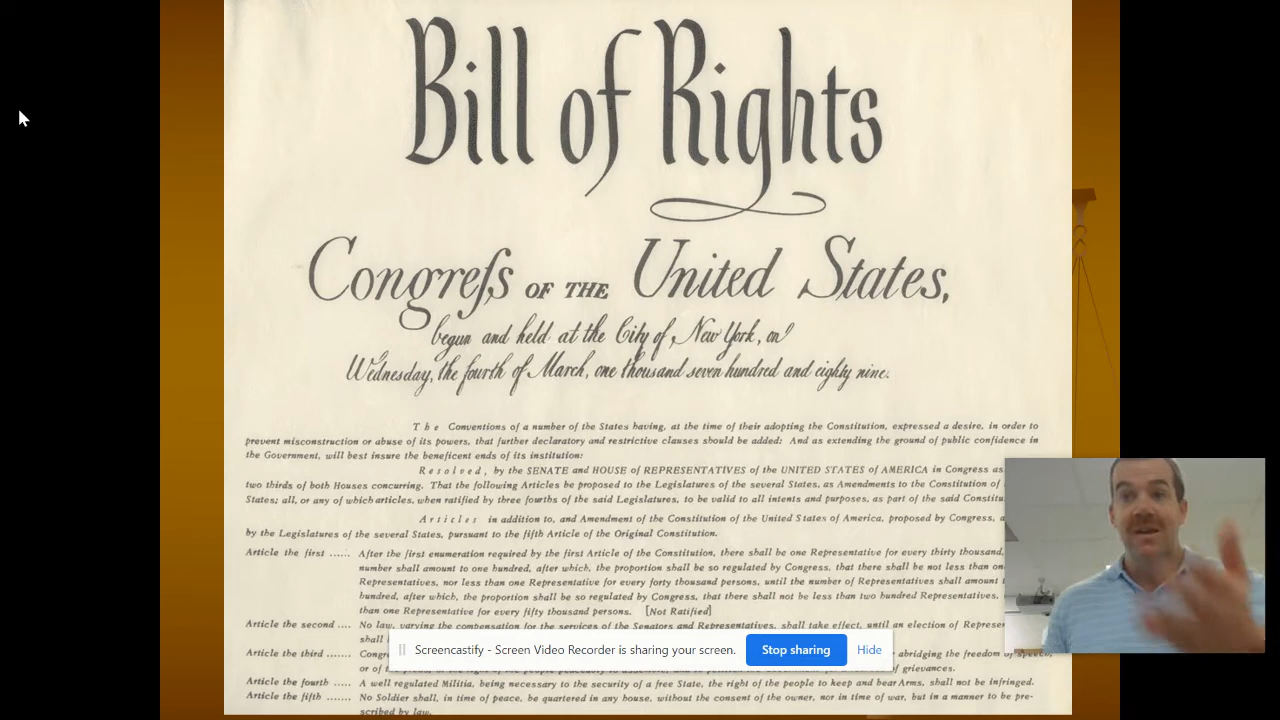 Bill of Rights
Congreſs OF THE United States,
begun and held at the City of New York, on
Wednesday, the fourth of March, one thousand seven hundred and eighty nine.
The Conventions of a number of the States having, at the time of their adopting the Constitution, expressed a desire, in order to
prevent misconstruction or abuse of its powers, that further declaratory and restrictive clauses should be added: And as extending the ground of public confidence in
the Government, will best insure the beneficent ends of its institution:
Resolved, by the SENATE and HOUSE of REPRESENTATIVES of the UNITED STATES of AMERICA in Congress as
two thirds of both Houses concurring. That the following Articles be proposed to the Legislatures of the several States, as Amendments to the Constitution of
States; all, or any of which articles, when ratified by three fourths of the said Legislatures, to be valid to all intents and purposes, as part of the said Constitu
Articles in addition to, and Amendment of the Constitution of the United States of America, proposed by Congress, a
by the Legislatures of the several States, pursuant to the fifth Article of the Original Constitution.
Article the first ...... After the first enumeration required by the first Article of the Constitution, there shall be one Representative for every thirty thousand,
number shall amount to one hundred, after which, the proportion shall be so regulated by Congress, that there shall be not less than on
Representatives, nor less than one Representative for every forty thousand persons, until the number of Representatives shall amount
hundred, after which, the proportion shall be so regulated by Congress, that there shall not be less than two hundred Representatives,
than one Representative for every fifty thousand persons. [Not Ratified]
Article the second .... No law, varying the compensation for the services of the Senators and Representatives, shall take effect, until an election of Represe
shall
Article the third ....... Congr abridging the freedom of speech,
or of of grievances.
Article the fourth ..... A well regulated Militia, being necessary to the security of a free State, the right of the people to keep and bear Arms, shall not be infringed.
Article the fifth ....... No Soldier shall, in time of peace, be quartered in any house, without the consent of the owner, nor in time of war, but in a manner to be pre-
scribed by law.
Screencastify - Screen Video Recorder is sharing your screen.
Stop sharing
Hide